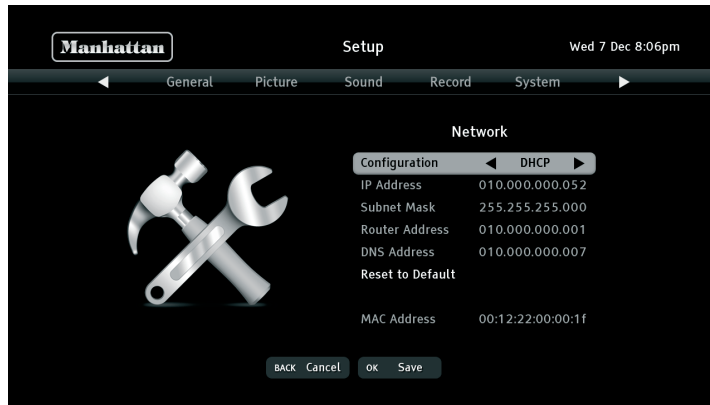 Manhattan Setup Wed 7 Dec 8:06pm
General Picture Sound Record System
Network
Configuration DHCP
IP Address 010.000.000.052
Subnet Mask 255.255.255.000
Router Address 010.000.000.001
DNS Address 010.000.000.007
Reset to Default
MAC Address 00:12:22:00:00:1f
BACK Cancel OK Save